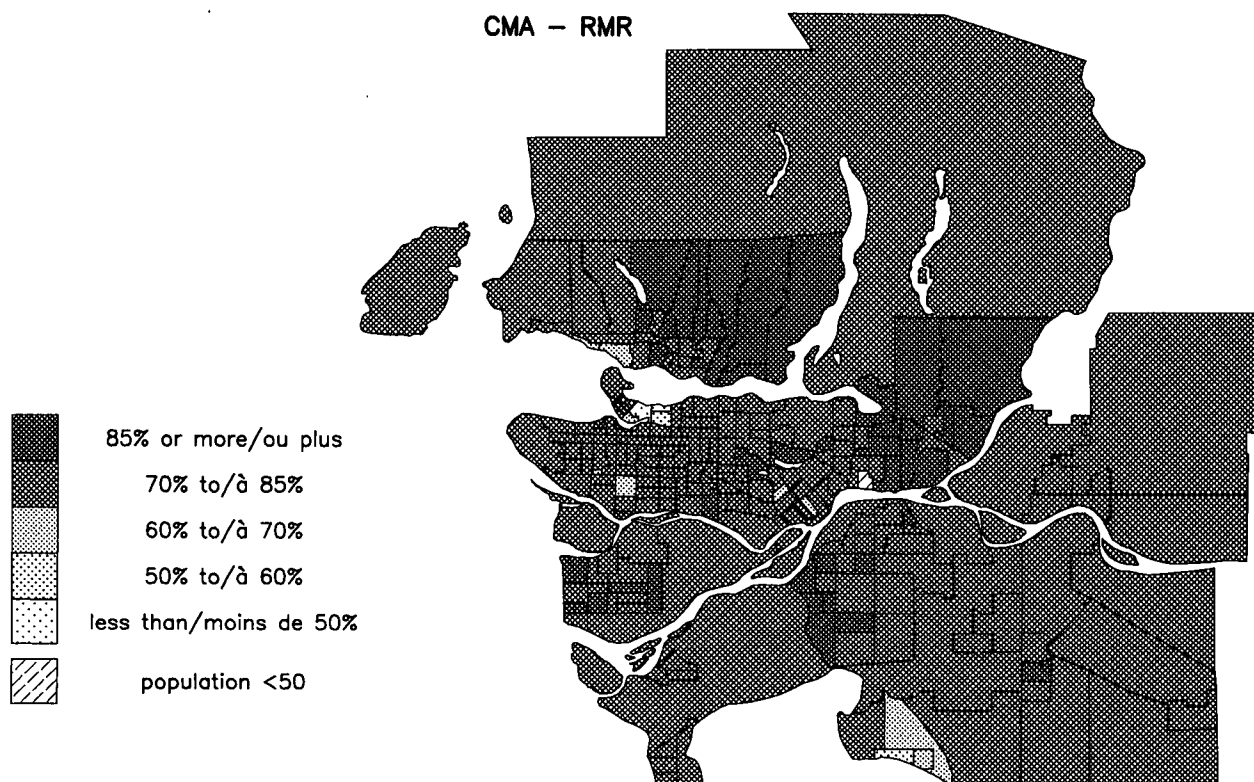 CMA – RMR
85% or more/ou plus
70% to/à 85%
60% to/à 70%
50% to/à 60%
less than/moins de 50%
population <50